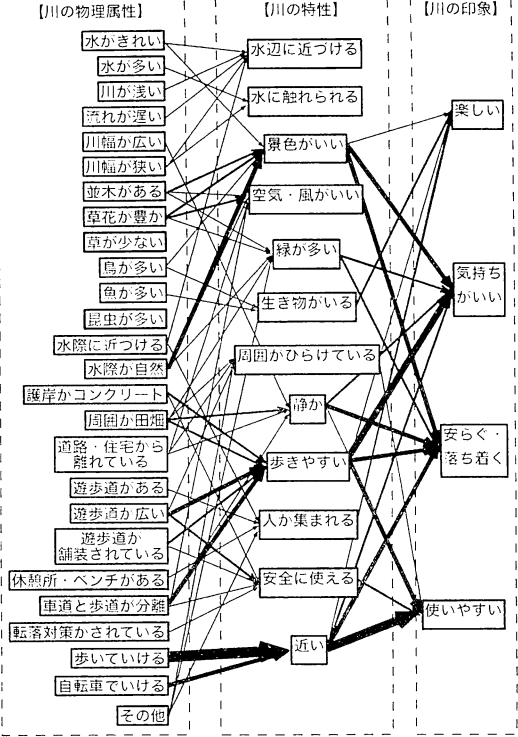 【川の物理属性】
【川の特性】
【川の印象】
水がきれい
水が多い
川が浅い
流れが遅い
川幅が広い
川幅が狭い
並木がある
草花か豊か
草が少ない
鳥が多い
魚が多い
昆虫が多い
水際に近つける
水際か自然
護岸かコンクリート
周囲か田畑
道路・住宅から
離れている
遊歩道がある
遊歩道か広い
遊歩道か
舗装されている
休憩所・ベンチがある
車道と歩道が分離
転落対策かされている
歩いていける
自転車でいける
その他
水辺に近づける
水に触れられる
景色がいい
空気・風がいい
緑が多い
生き物がいる
周囲がひらけている
静か
歩きやすい
人か集まれる
安全に使える
近い
楽しい
気持ち
がいい
安らぐ・
落ち着く
使いやすい